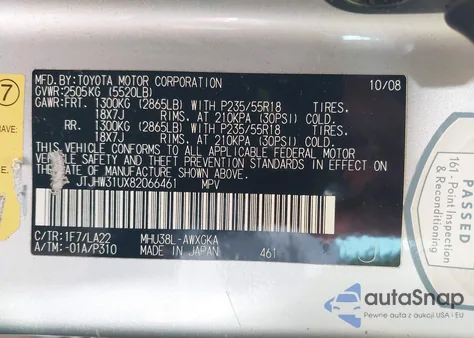 MFD.BY:TOYOTA MOTOR CORPORATION 10/08
GVWR:2505KG (5520LB)
GAWR:FRT. 1300KG (2865LB) WITH P235/55R18 TIRES.
18X7J RIMS. AT 210KPA (30PSI) COLD
RR. 1300KG (2865LB) WITH P235/55R18 TIRES.
18X7J RIMS. AT 210KPA (30PSI) COLD
THIS VEHICLE CONFORMS TO ALL APPLICABLE FEDERAL MOTOR
VEHICLE SAFETY AND THEFT PREVENTION STANDARDS IN EFFECT ON
THE DATE OF MANUFACTURE SHOWN ABOVE.
JTJHW31UX82066461 MPV
C/TR:1F7/LA22 MHU38L-AWXGKA
A/TM:-01A/P310 MADE IN JAPAN 461
7
RAVE:
PASSED
161-Point Inspection
& Reconditioning
autoSnap
Pewne auta z aukcji USA i EU